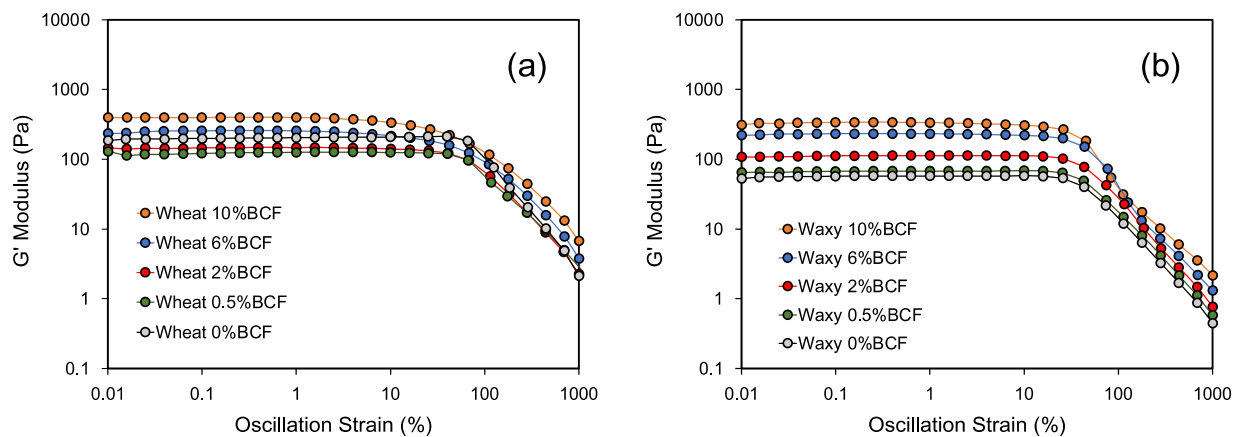 10000
1000
100
10
1
0.1
G' Modulus (Pa)
(a)
Wheat 10%BCF
Wheat 6%BCF
Wheat 2%BCF
Wheat 0.5%BCF
Wheat 0%BCF
0.01 0.1 1 10 100 1000
Oscillation Strain (%)
10000
1000
100
10
1
0.1
G' Modulus (Pa)
(b)
Waxy 10%BCF
Waxy 6%BCF
Waxy 2%BCF
Waxy 0.5%BCF
Waxy 0%BCF
0.01 0.1 1 10 100 1000
Oscillation Strain (%)